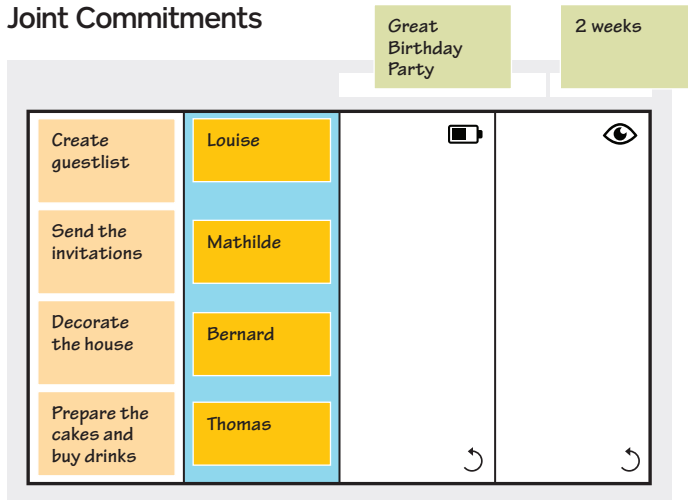 Joint Commitments
Great
Birthday
Party
2 weeks
Create
guestlist
Louise
Send the
invitations
Mathilde
Decorate
the house
Bernard
Prepare the
cakes and
buy drinks
Thomas